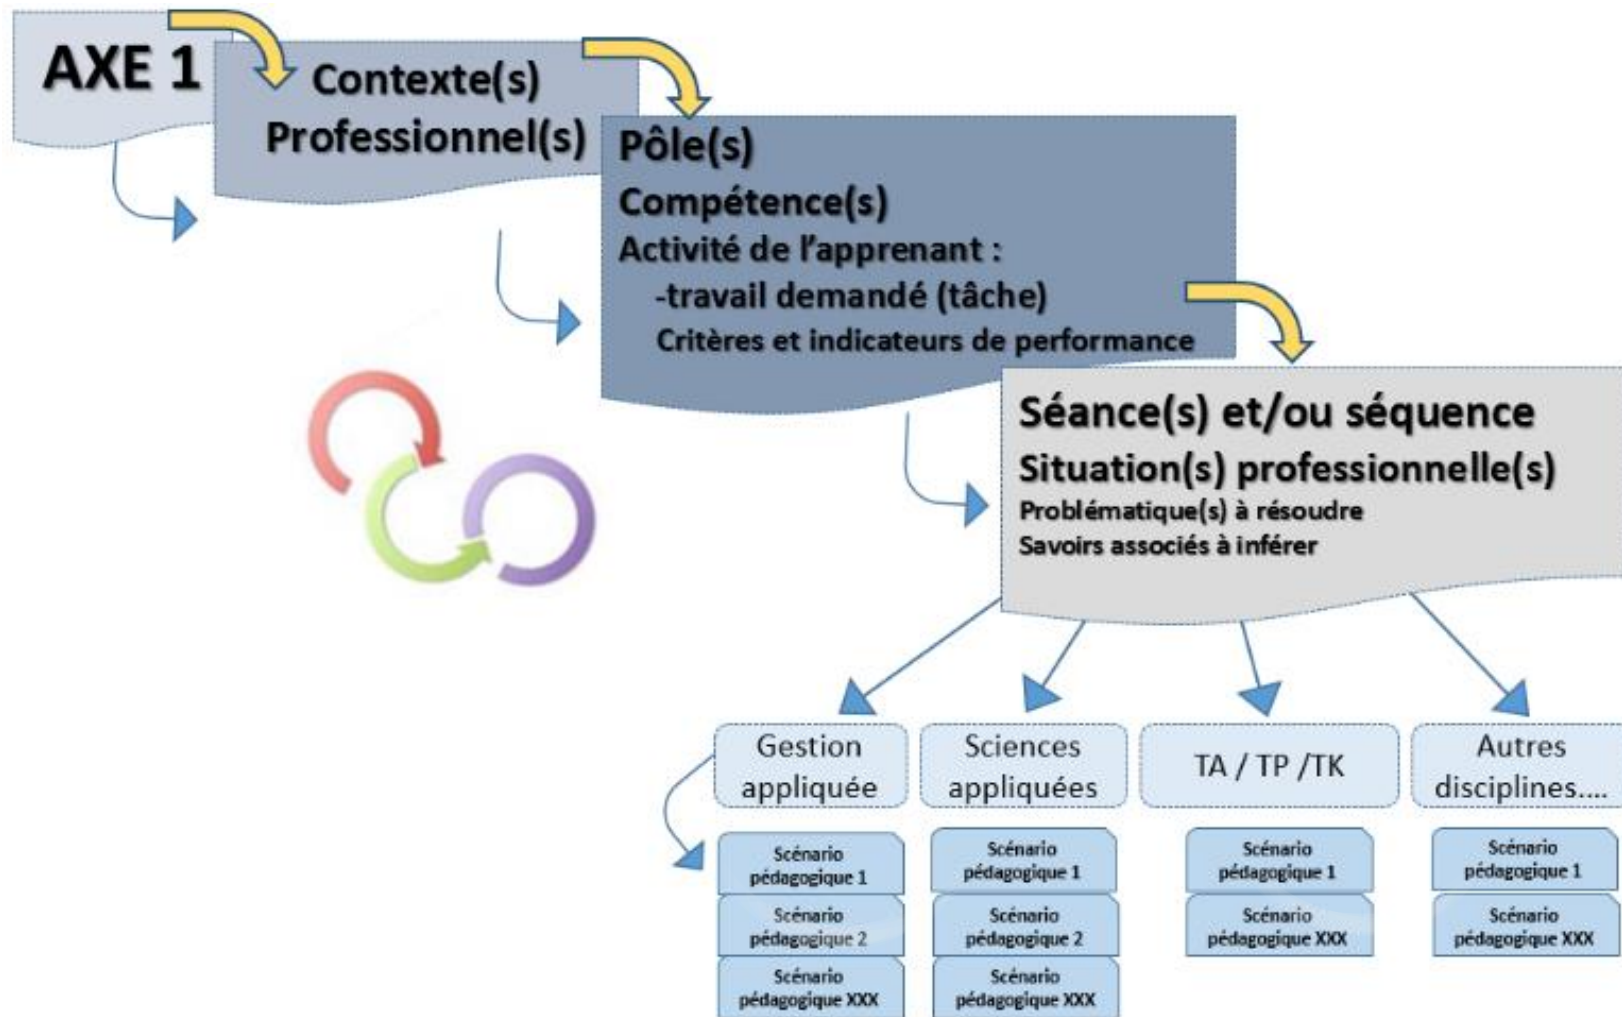 AXE 1
Contexte(s)
Professionnel(s)
Pôle(s)
Compétence(s)
Activité de l'apprenant :
-travail demandé (tâche)
Critères et indicateurs de performance
Séance(s) et/ou séquence
Situation(s) professionnelle(s)
Problématique(s) à résoudre
Savoirs associés à inférer
Gestion
appliquée
Sciences
appliquées
TA / TP /TK
Autres
disciplines....
Scénario
pédagogique 1
Scénario
pédagogique 2
Scénario
pédagogique XXX
Scénario
pédagogique 1
Scénario
pédagogique 2
Scénario
pédagogique XXX
Scénario
pédagogique 1
Scénario
pédagogique XXX
Scénario
pédagogique 1
Scénario
pédagogique XXX